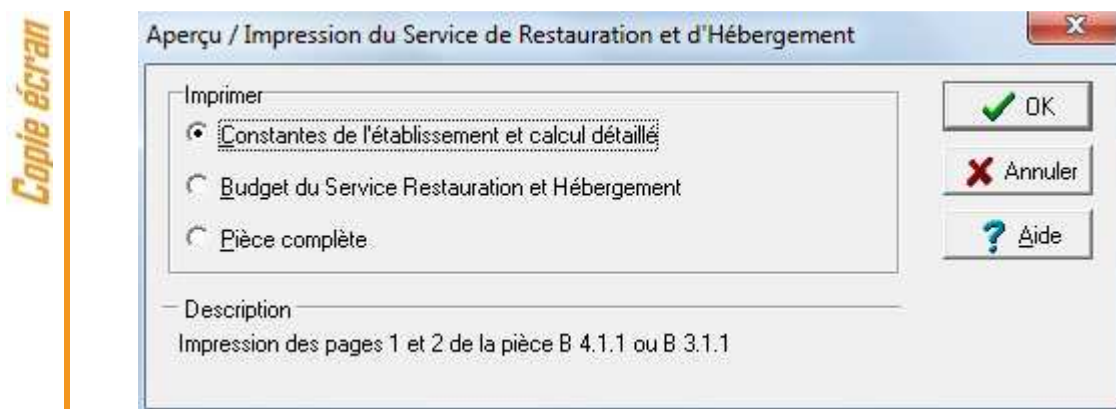 Copie écran
Aperçu / Impression du Service de Restauration et d'Hébergement
Imprimer
Constantes de l'établissement et calcul détaillé
Budget du Service Restauration et Hébergement
Pièce complète
OK
Annuler
Aide
Description
Impression des pages 1 et 2 de la pièce B 4.1.1 ou B 3.1.1